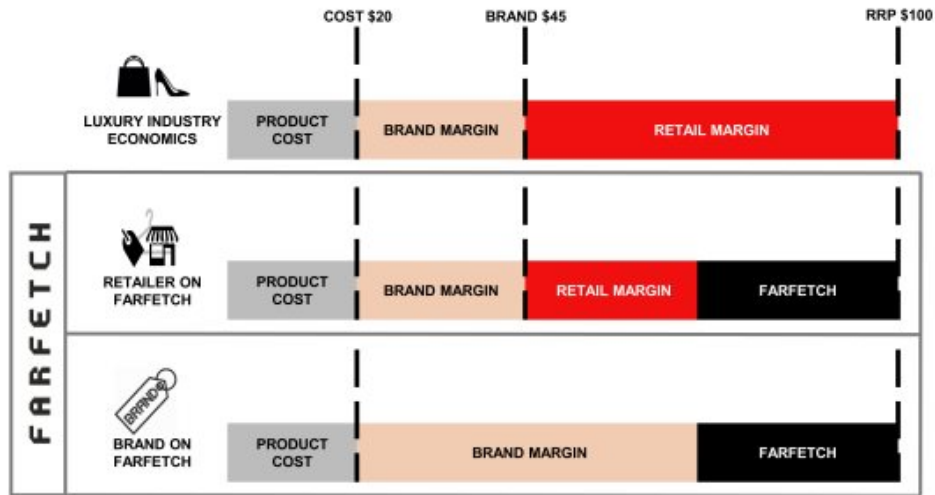 COST $20 BRAND $45 RRP $100
LUXURY INDUSTRY
ECONOMICS
PRODUCT
COST
BRAND MARGIN
RETAIL MARGIN
FARFETCH
RETAILER ON
FARFETCH
PRODUCT
COST
BRAND MARGIN
RETAIL MARGIN
FARFETCH
BRAND
BRAND ON
FARFETCH
PRODUCT
COST
BRAND MARGIN
FARFETCH